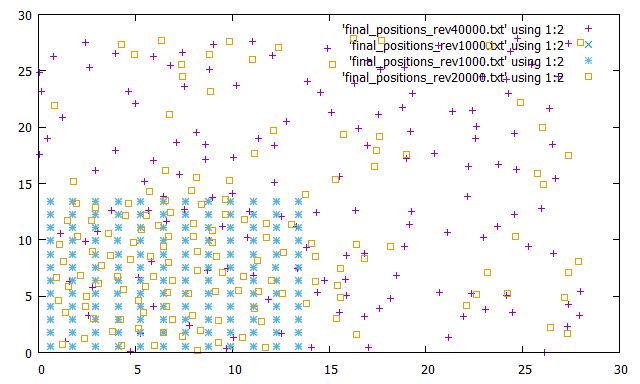 30
25
20
15
10
5
0
0 5 10 15 20 25 30
'final_positions_rev40000.txt' using 1:2
'final_positions_rev10000.txt' using 1:2
'final_positions_rev1000.txt' using 1:2
'final_positions_rev20000.txt' using 1:2